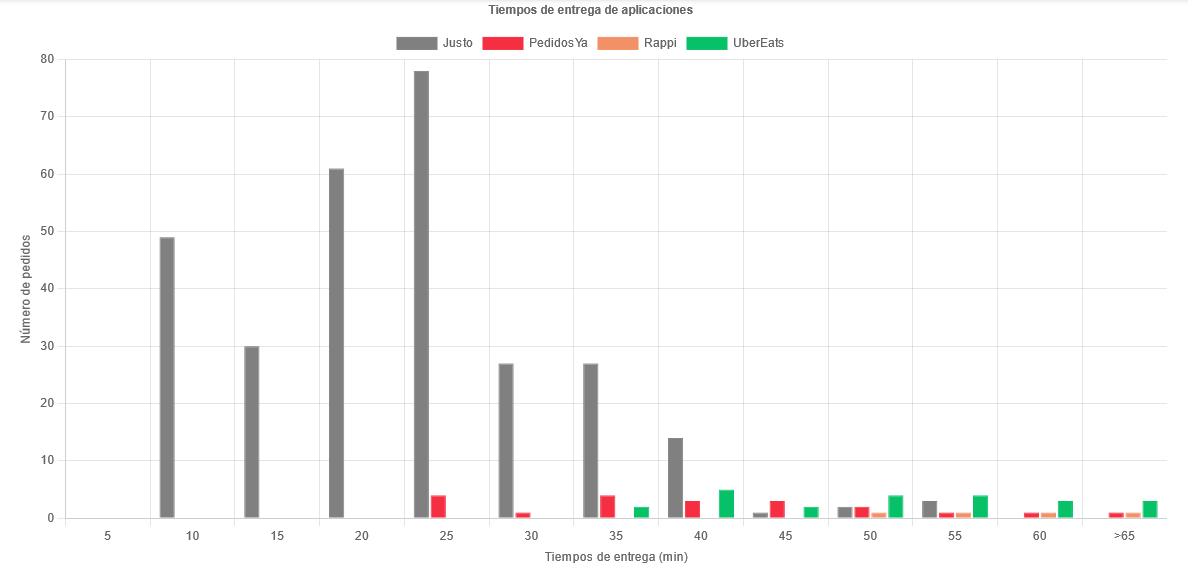 Tiempos de entrega de aplicaciones
Justo PedidosYa Rappi UberEats
80
70
60
50
40
30
20
10
0
Número de pedidos
5 10 15 20 25 30 35 40 45 50 55 60 >65
Tiempos de entrega (min)